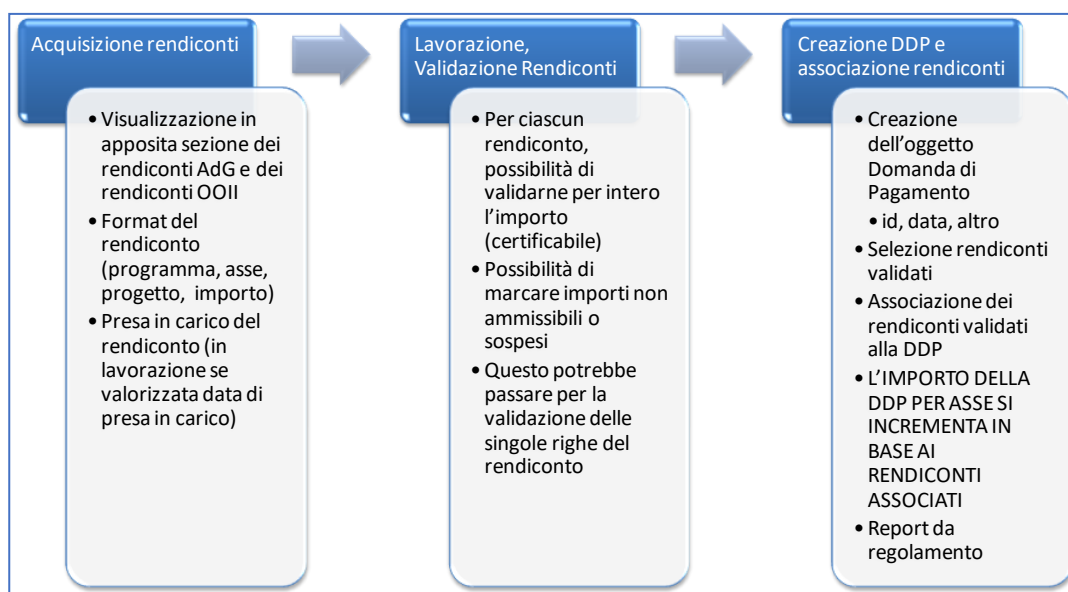 Acquisizione rendiconti
• Visualizzazione in
apposita sezione dei
rendiconti AdG e dei
rendiconti OOII
• Format del
rendiconto
(programma, asse,
progetto, importo)
• Presa in carico del
rendiconto (in
lavorazione se
valorizzata data di
presa in carico)
Lavorazione,
Validazione Rendiconti
• Per ciascun
rendiconto,
possibilità di
validarne per intero
l’importo
(certificabile)
• Possibilità di
marcare importi non
ammissibili o
sospesi
• Questo potrebbe
passare per la
validazione delle
singole righe del
rendiconto
Creazione DDP e
associazione rendiconti
• Creazione
dell’oggetto
Domanda di
Pagamento
• id, data, altro
• Selezione rendiconti
validati
• Associazione dei
rendiconti validati
alla DDP
• L’IMPORTO DELLA
DDP PER ASSE SI
INCREMENTA IN
BASE AI
RENDICONTI
ASSOCIATI
• Report da
regolamento